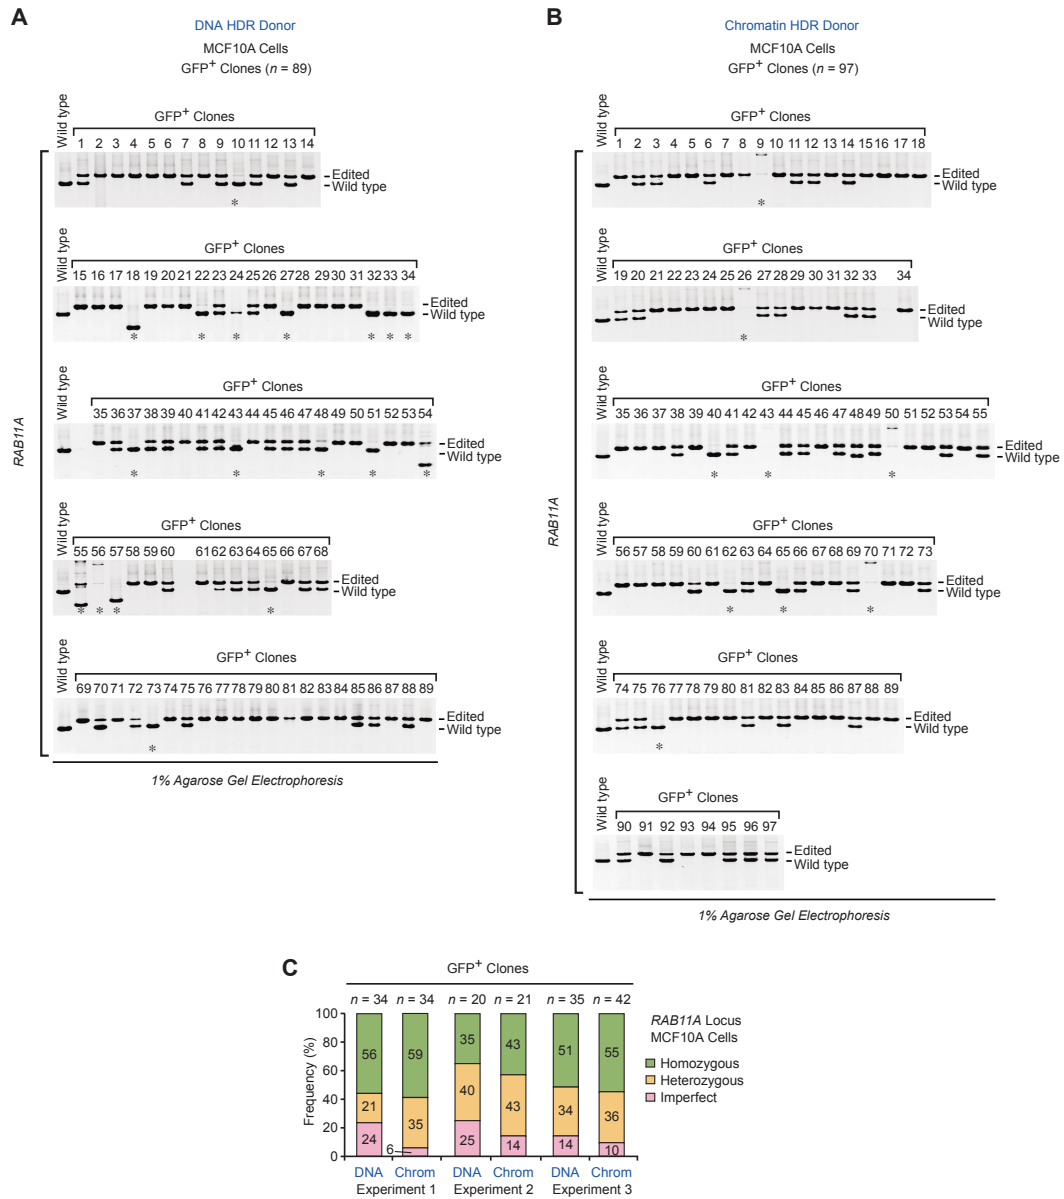 A
DNA HDR Donor
MCF10A Cells
GFP+ Clones (n = 89)
Wild type
GFP+ Clones
1 2 3 4 5 6 7 8 9 10 11 12 13 14
Edited
Wild type
*
Wild type
GFP+ Clones
15 16 17 18 19 20 21 22 23 24 25 26 27 28 29 30 31 32 33 34
Edited
Wild type
* * * * * * *
Wild type
GFP+ Clones
35 36 37 38 39 40 41 42 43 44 45 46 47 48 49 50 51 52 53 54
Edited
Wild type
* * * * *
Wild type
GFP+ Clones
55 56 57 58 59 60 61 62 63 64 65 66 67 68
Edited
Wild type
* * * *
Wild type
GFP+ Clones
69 70 71 72 73 74 75 76 77 78 79 80 81 82 83 84 85 86 87 88 89
Edited
Wild type
*
RAB11A
1% Agarose Gel Electrophoresis
B
Chromatin HDR Donor
MCF10A Cells
GFP+ Clones (n = 97)
Wild type
GFP+ Clones
1 2 3 4 5 6 7 8 9 10 11 12 13 14 15 16 17 18
Edited
Wild type
*
Wild type
GFP+ Clones
19 20 21 22 23 24 25 26 27 28 29 30 31 32 33 34
Edited
Wild type
*
Wild type
GFP+ Clones
35 36 37 38 39 40 41 42 43 44 45 46 47 48 49 50 51 52 53 54 55
Edited
Wild type
* * *
Wild type
GFP+ Clones
56 57 58 59 60 61 62 63 64 65 66 67 68 69 70 71 72 73
Edited
Wild type
* * *
Wild type
GFP+ Clones
74 75 76 77 78 79 80 81 82 83 84 85 86 87 88 89
Edited
Wild type
*
Wild type
GFP+ Clones
90 91 92 93 94 95 96 97
Edited
Wild type
RAB11A
1% Agarose Gel Electrophoresis
C
GFP+ Clones
n = 34 n = 34 n = 20 n = 21 n = 35 n = 42
Frequency (%)
100
80
60
40
20
0
56 59 35 43 51 55
21 35 40 43 34 36
24 6 25 14 14 10
DNA Chrom DNA Chrom DNA Chrom
Experiment 1 Experiment 2 Experiment 3
RAB11A Locus
MCF10A Cells
Homozygous
Heterozygous
Imperfect